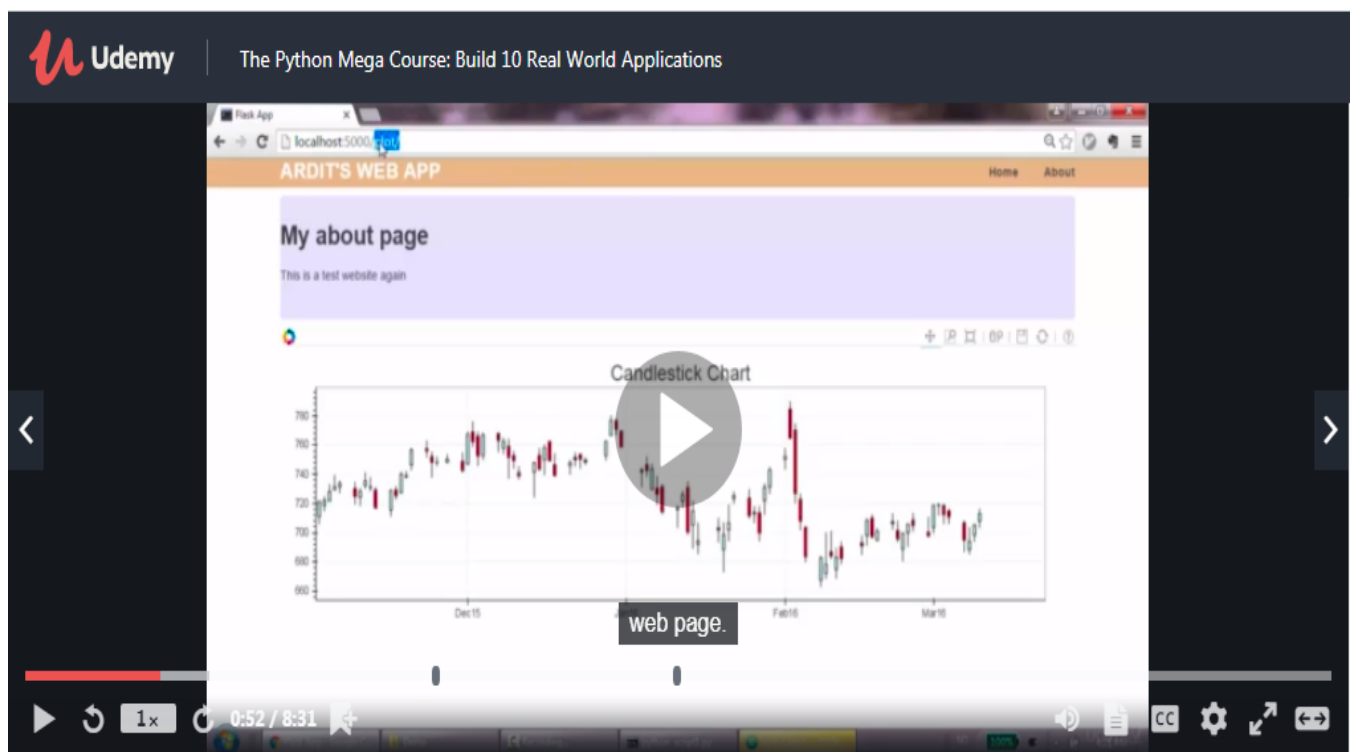 Udemy
The Python Mega Course: Build 10 Real World Applications
Flask App
localhost:5000/plot/
ARDIT'S WEB APP
Home About
My about page
This is a test website again
Candlestick Chart
780
760
740
720
700
680
660
Dec15
Feb16
Mar16
web page.
1x
0:52 / 8:31
CC
100%